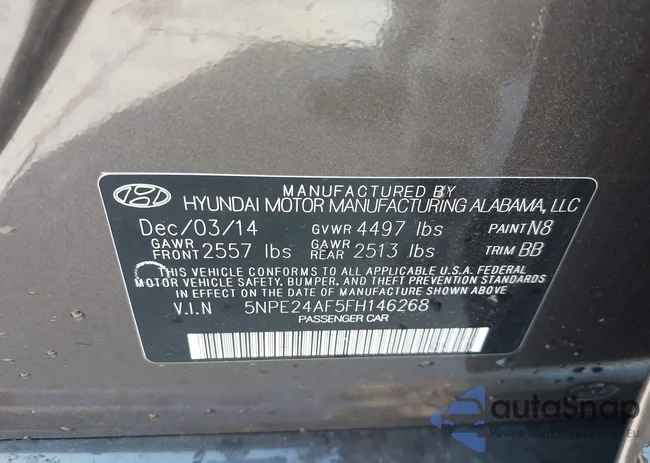 MANUFACTURED BY
HYUNDAI MOTOR MANUFACTURING ALABAMA, LLC
Dec/03/14 GVWR 4497 lbs PAINT N8
GAWR FRONT 2557 lbs GAWR REAR 2513 lbs TRIM BB
THIS VEHICLE CONFORMS TO ALL APPLICABLE U.S.A. FEDERAL
MOTOR VEHICLE SAFETY, BUMPER, AND THEFT PREVENTION STANDARDS
IN EFFECT ON THE DATE OF MANUFACTURE SHOWN ABOVE
V.I.N 5NPE24AF5FH146268
PASSENGER CAR
autoSnap